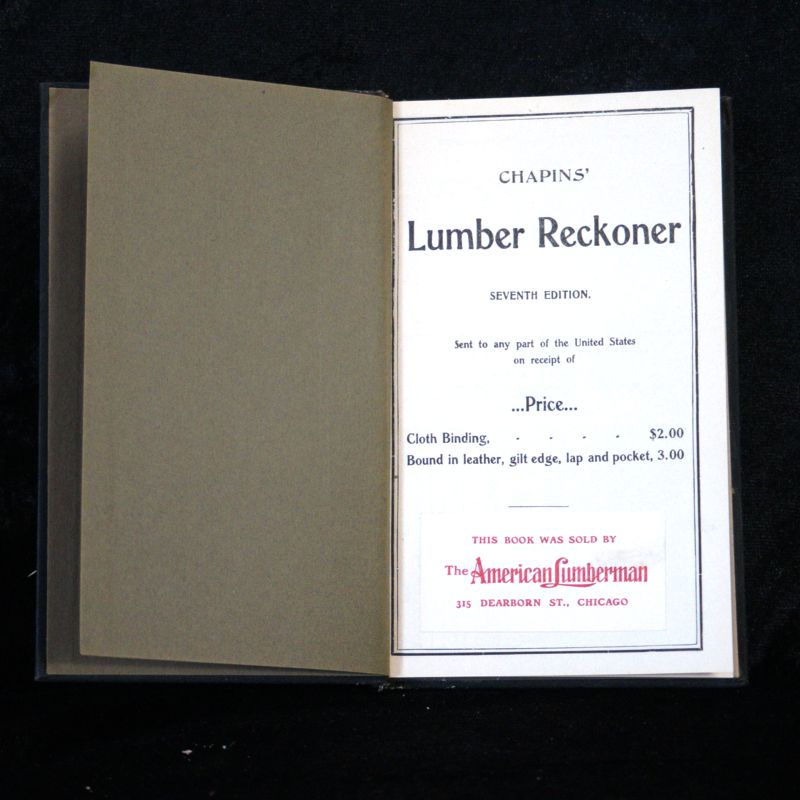 CHAPINS'
Lumber Reckoner
SEVENTH EDITION.
Sent to any part of the United States
on receipt of
...Price...
Cloth Binding, - - - - $2.00
Bound in leather, gilt edge, lap and pocket, 3.00
THIS BOOK WAS SOLD BY
The American Lumberman
315 DEARBORN ST., CHICAGO